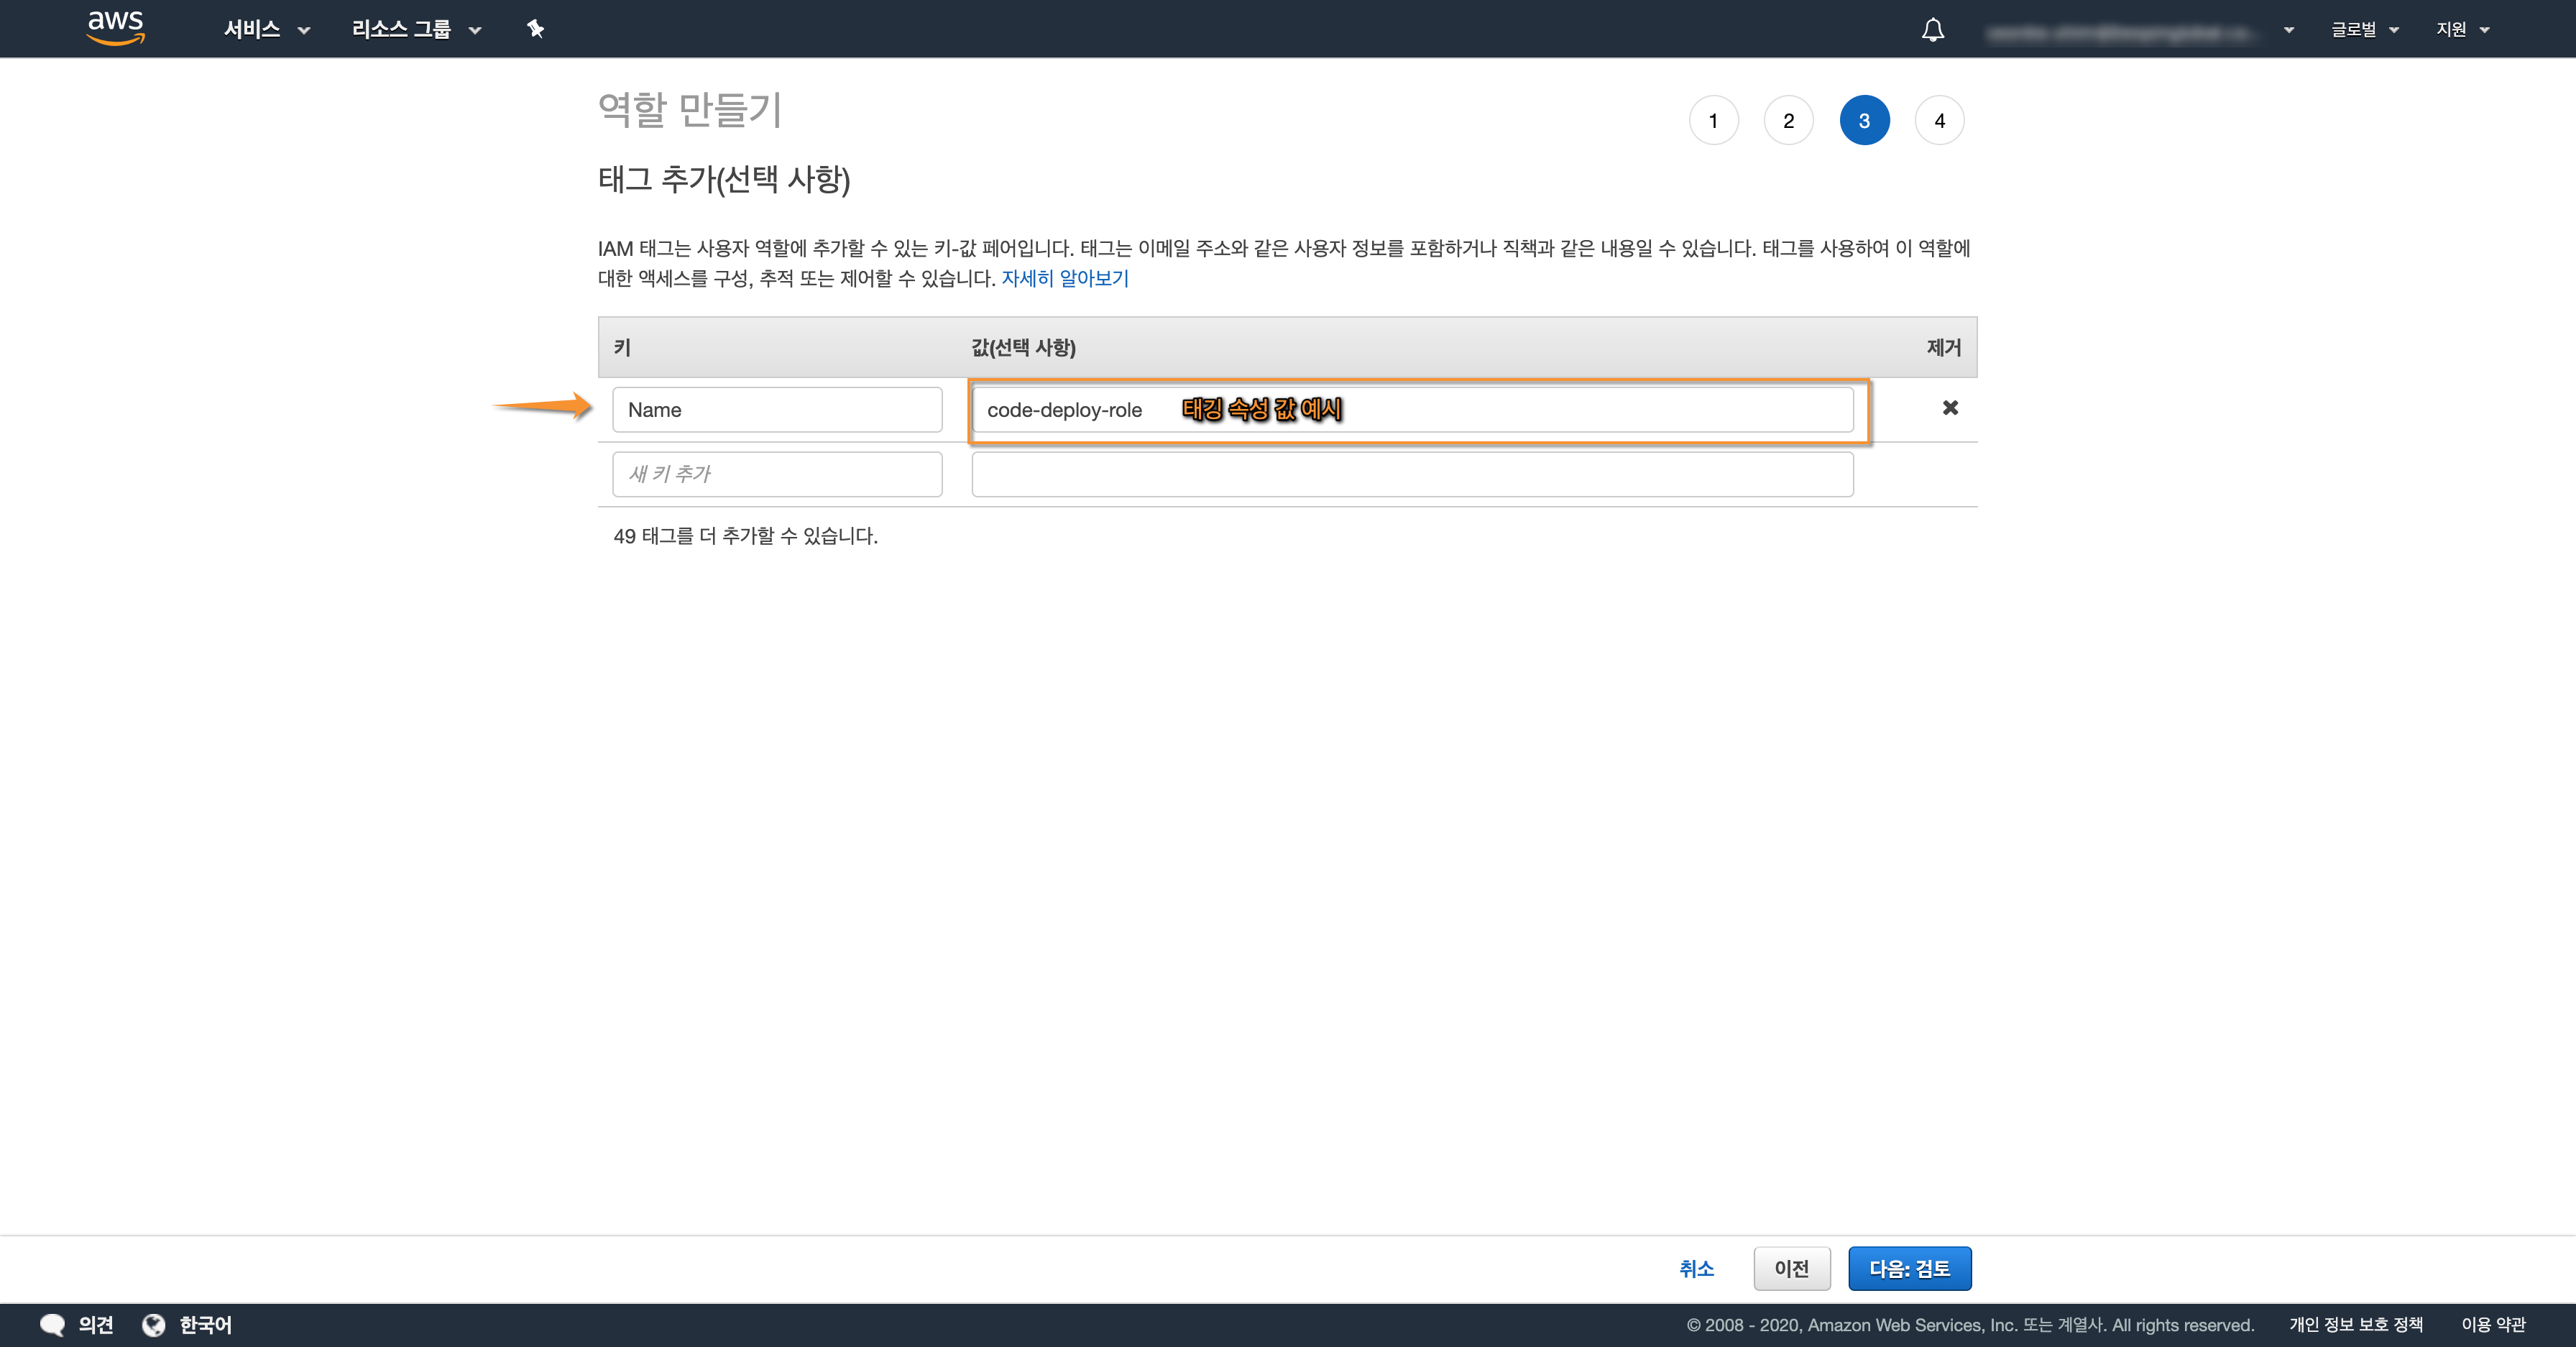 aws 서비스 리소스 그룹 글로벌 지원
역할 만들기
1 2 3 4
태그 추가(선택 사항)
IAM 태그는 사용자 역할에 추가할 수 있는 키-값 페어입니다. 태그는 이메일 주소와 같은 사용자 정보를 포함하거나 직책과 같은 내용일 수 있습니다. 태그를 사용하여 이 역할에
대한 액세스를 구성, 추적 또는 제어할 수 있습니다. 자세히 알아보기
키 값(선택 사항) 제거
Name code-deploy-role 태깅 속성 값 예시
새 키 추가
49 태그를 더 추가할 수 있습니다.
취소 이전 다음: 검토
의견 한국어 © 2008 - 2020, Amazon Web Services, Inc. 또는 계열사. All rights reserved. 개인 정보 보호 정책 이용 약관